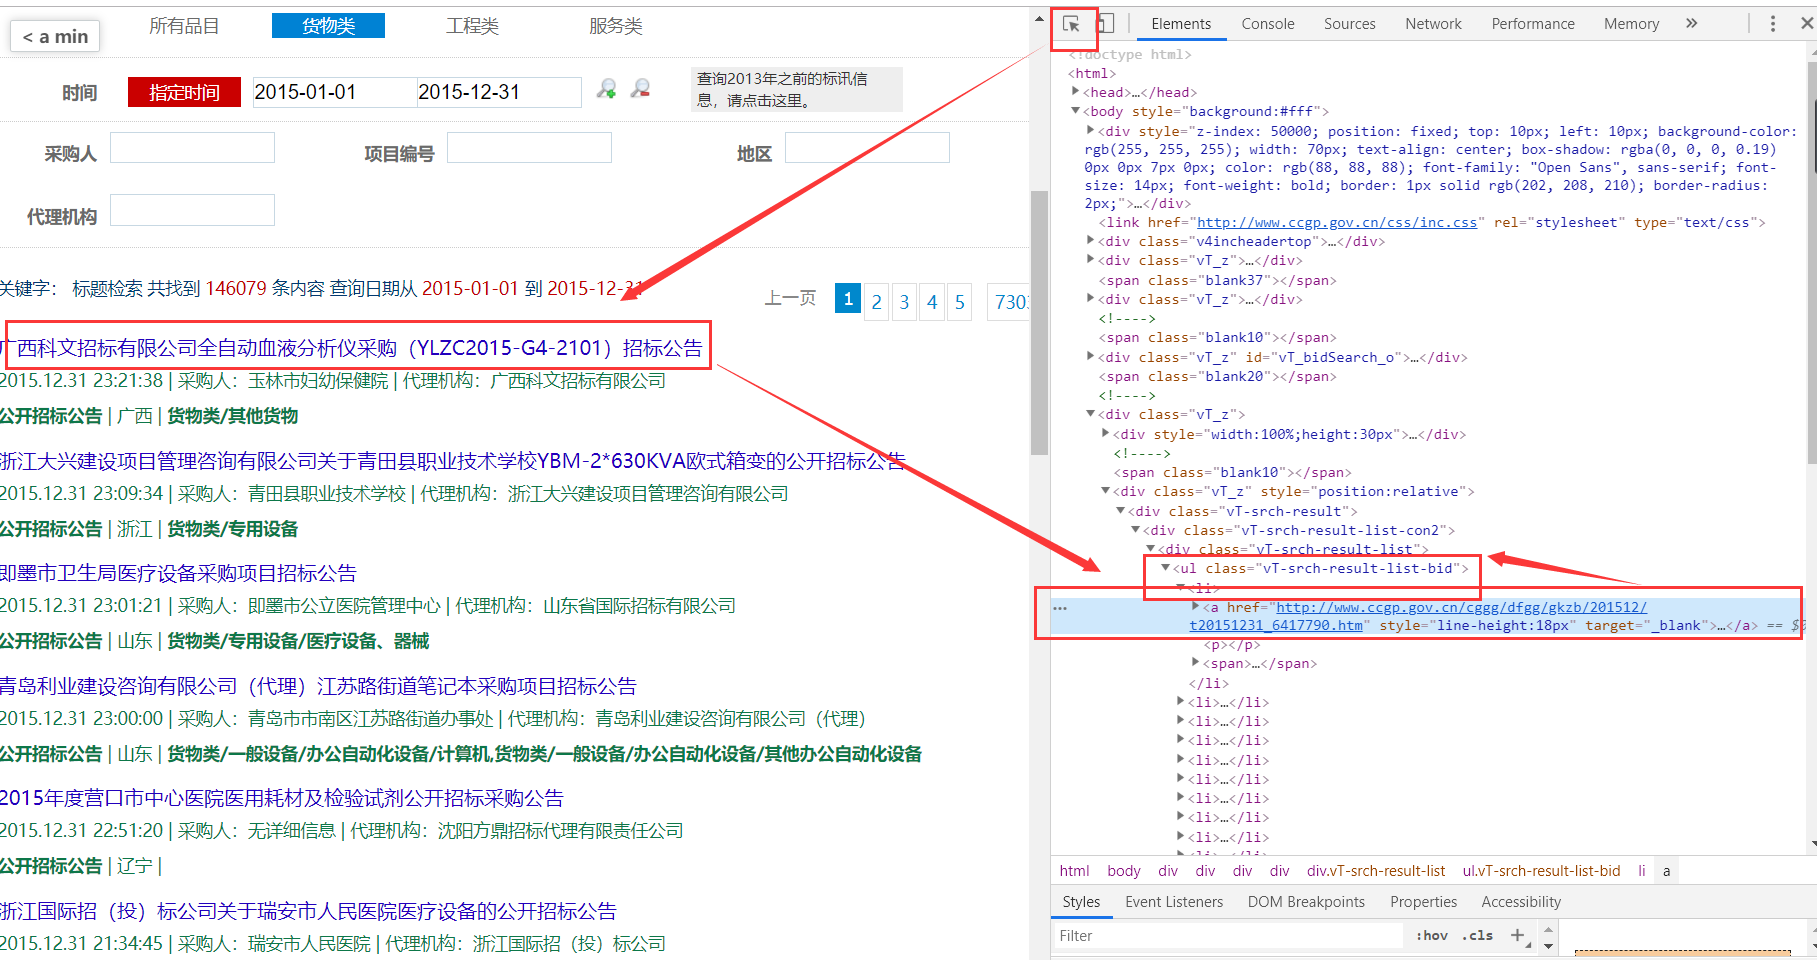 所有品目 货物类 工程类 服务类
< a min
时间 指定时间 2015-01-01 2015-12-31
查询2013年之前的标讯信
息，请点击这里。
采购人 项目编号 地区
代理机构
关键字： 标题检索 共找到 146079 条内容 查询日期从 2015-01-01 到 2015-12-31
上一页 1 2 3 4 5 730
广西科文招标有限公司全自动血液分析仪采购（YLZC2015-G4-2101）招标公告
2015.12.31 23:21:38 | 采购人：玉林市妇幼保健院 | 代理机构：广西科文招标有限公司
公开招标公告 | 广西 | 货物类/其他货物
浙江大兴建设项目管理咨询有限公司关于青田县职业技术学校YBM-2*630KVA欧式箱变的公开招标公告
2015.12.31 23:09:34 | 采购人：青田县职业技术学校 | 代理机构：浙江大兴建设项目管理咨询有限公司
公开招标公告 | 浙江 | 货物类/专用设备
即墨市卫生局医疗设备采购项目招标公告
2015.12.31 23:01:21 | 采购人：即墨市公立医院管理中心 | 代理机构：山东省国际招标有限公司
公开招标公告 | 山东 | 货物类/专用设备/医疗设备、器械
青岛利业建设咨询有限公司（代理）江苏路街道笔记本采购项目招标公告
2015.12.31 23:00:00 | 采购人：青岛市市南区江苏路街道办事处 | 代理机构：青岛利业建设咨询有限公司（代理）
公开招标公告 | 山东 | 货物类/一般设备/办公自动化设备/计算机,货物类/一般设备/办公自动化设备/其他办公自动化设备
2015年度营口市中心医院医用耗材及检验试剂公开招标采购公告
2015.12.31 22:51:20 | 采购人：无详细信息 | 代理机构：沈阳方鼎招标代理有限责任公司
公开招标公告 | 辽宁 |
浙江国际招（投）标公司关于瑞安市人民医院医疗设备的公开招标公告
2015.12.31 21:34:45 | 采购人：瑞安市人民医院 | 代理机构：浙江国际招（投）标公司
Elements Console Sources Network Performance Memory »
<!doctype html>
<html>
<head>…</head>
<body style="background:#fff">
<div style="z-index: 50000; position: fixed; top: 10px; left: 10px; background-color:
rgb(255, 255, 255); width: 70px; text-align: center; box-shadow: rgba(0, 0, 0, 0.19)
0px 0px 7px 0px; color: rgb(88, 88, 88); font-family: "Open Sans", sans-serif; font-
size: 14px; font-weight: bold; border: 1px solid rgb(202, 208, 210); border-radius:
2px;">…</div>
<link href="http://www.ccgp.gov.cn/css/inc.css" rel="stylesheet" type="text/css">
<div class="v4incheadertop">…</div>
<div class="vT_z">…</div>
<span class="blank37"></span>
<div class="vT_z">…</div>
<!---->
<span class="blank10"></span>
<div class="vT_z" id="vT_bidSearch_o">…</div>
<span class="blank20"></span>
<!---->
<div class="vT_z">
<div style="width:100%;height:30px">…</div>
<!---->
<span class="blank10"></span>
<div class="vT_z" style="position:relative">
<div class="vT-srch-result">
<div class="vT-srch-result-list-con2">
<div class="vT-srch-result-list">
<ul class="vT-srch-result-list-bid">
<li>
… <a href="http://www.ccgp.gov.cn/cggg/dfgg/gkzb/201512/
t20151231_6417790.htm" style="line-height:18px" target="_blank">…</a> == $
<p></p>
<span>…</span>
</li>
<li>…</li>
<li>…</li>
<li>…</li>
<li>…</li>
<li>…</li>
<li>…</li>
<li>…</li>
<li>…</li>
html body div div div div div.vT-srch-result-list ul.vT-srch-result-list-bid li a
Styles Event Listeners DOM Breakpoints Properties Accessibility
Filter :hov .cls +